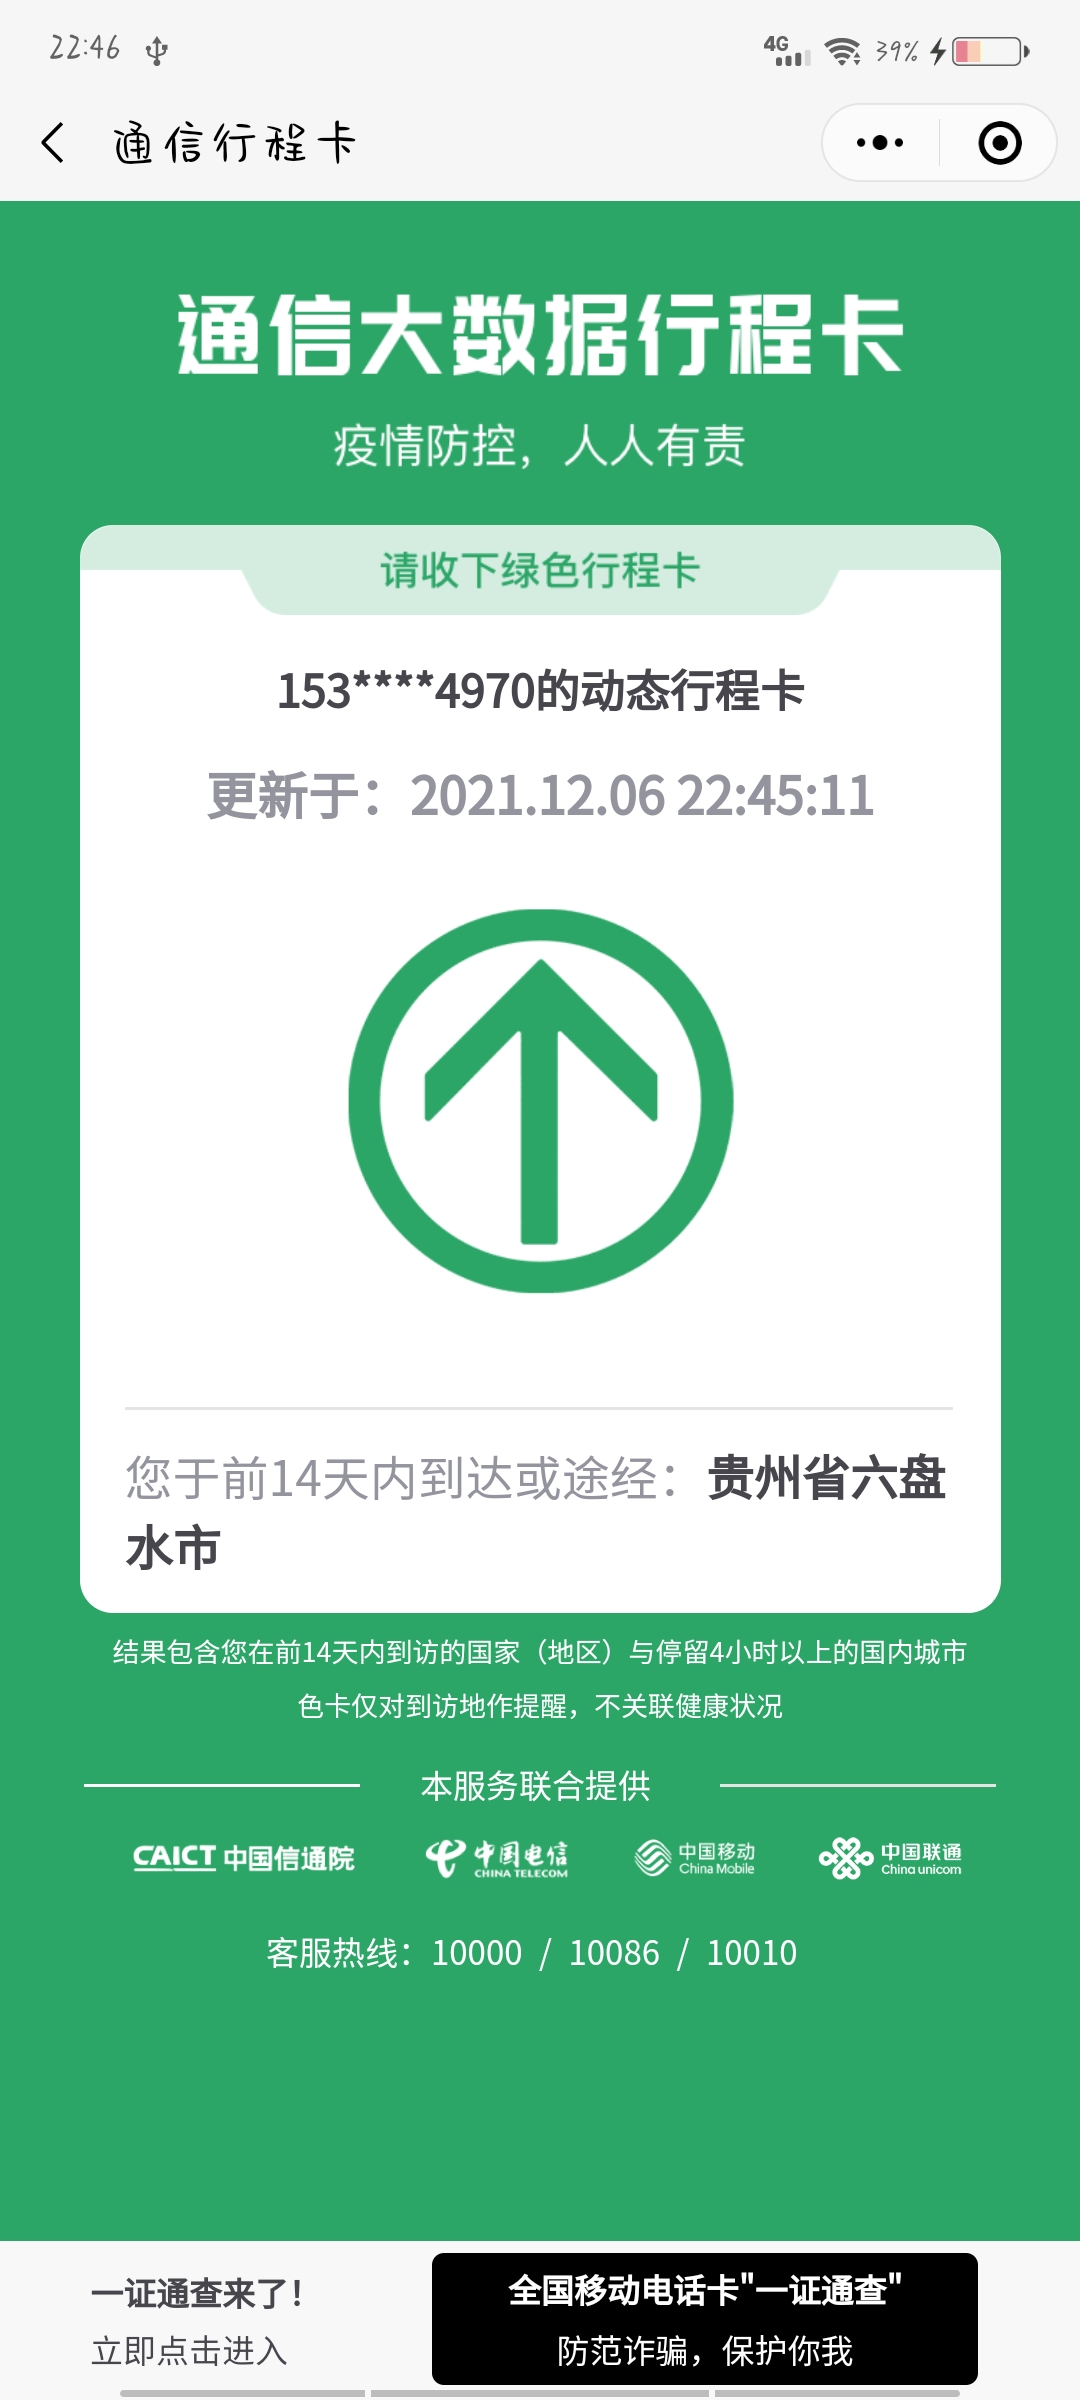 22:46
4G
39%
通信行程卡
通信大数据行程卡
疫情防控，人人有责
请收下绿色行程卡
153****4970的动态行程卡
更新于：2021.12.06 22:45:11
您于前14天内到达或途经：贵州省六盘
水市
结果包含您在前14天内到访的国家（地区）与停留4小时以上的国内城市
色卡仅对到访地作提醒，不关联健康状况
本服务联合提供
CAICT 中国信通院
中国电信
CHINA TELECOM
中国移动
China Mobile
中国联通
China unicom
客服热线：10000 / 10086 / 10010
一证通查来了！
立即点击进入
全国移动电话卡"一证通查"
防范诈骗，保护你我